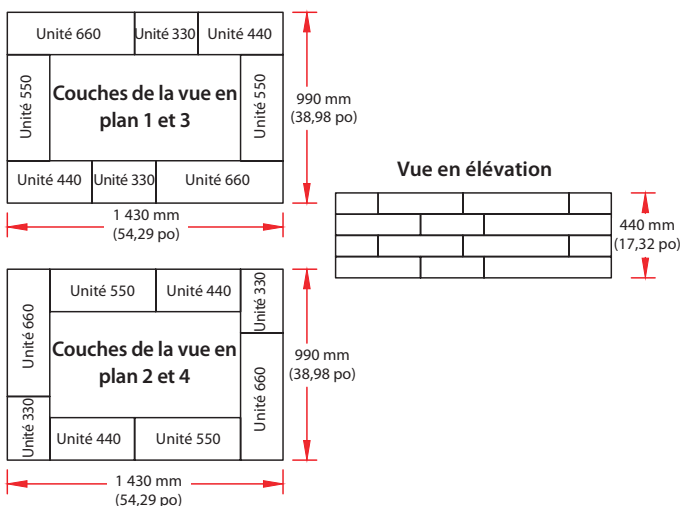 Unité 660
Unité 330
Unité 440
Unité 550
Couches de la vue en
plan 1 et 3
Unité 550
Unité 440
Unité 330
Unité 660
990 mm
(38,98 po)
1 430 mm
(54,29 po)
Vue en élévation
440 mm
(17,32 po)
Unité 660
Unité 550
Unité 440
Unité 330
Couches de la vue en
plan 2 et 4
Unité 330
Unité 440
Unité 550
Unité 660
990 mm
(38,98 po)
1 430 mm
(54,29 po)